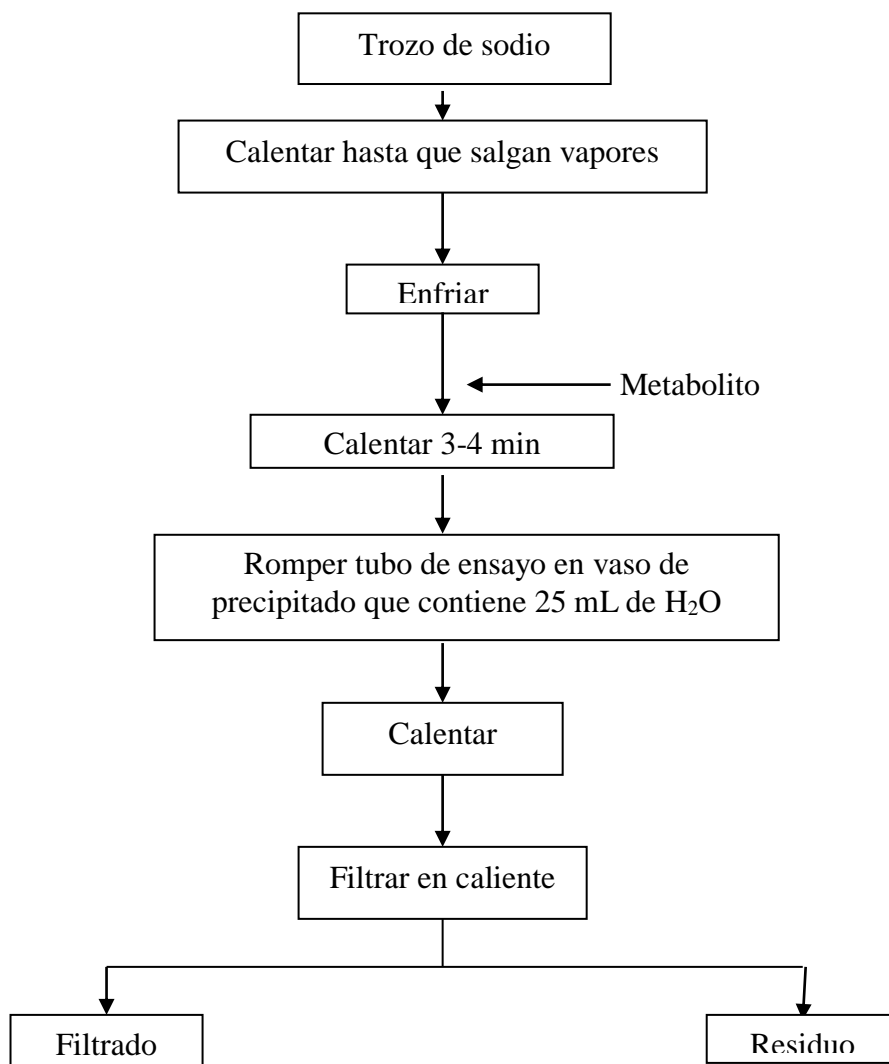 Trozo de sodio
Calentar hasta que salgan vapores
Enfriar
Metabolito
Calentar 3-4 min
Romper tubo de ensayo en vaso de
precipitado que contiene 25 mL de H₂O
Calentar
Filtrar en caliente
Filtrado
Residuo